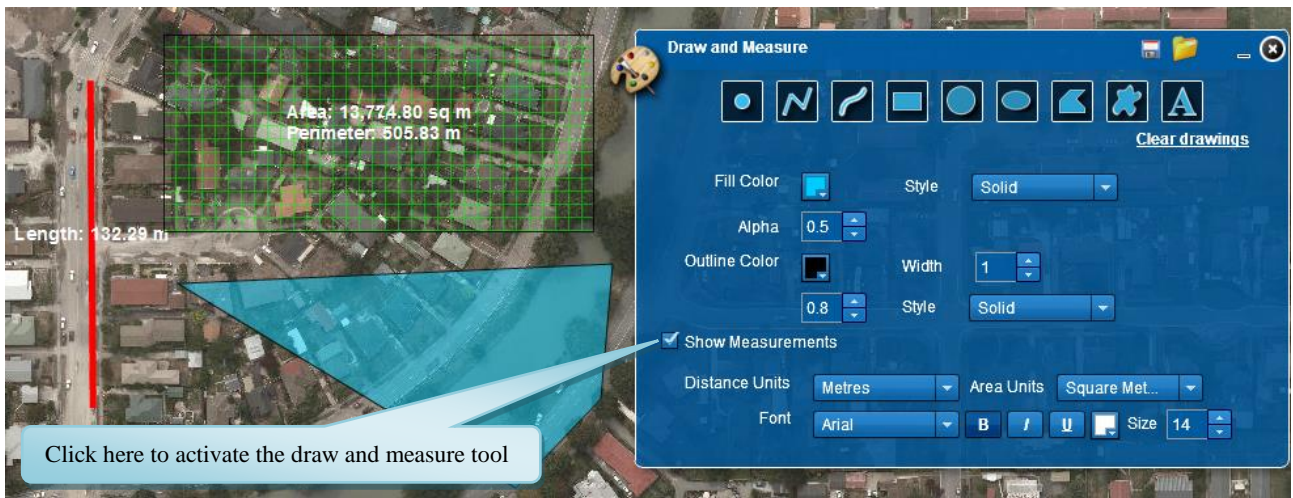 Draw and Measure
A
Clear drawings
Area: 13,774.80 sq m
Perimeter: 505.83 m
Length: 132.29 m
Fill Color
Style
Solid
Alpha
0.5
Outline Color
Width
1
0.8
Style
Solid
Show Measurements
Distance Units
Metres
Area Units
Square Met...
Font
Arial
B
I
U
Size
14
Click here to activate the draw and measure tool